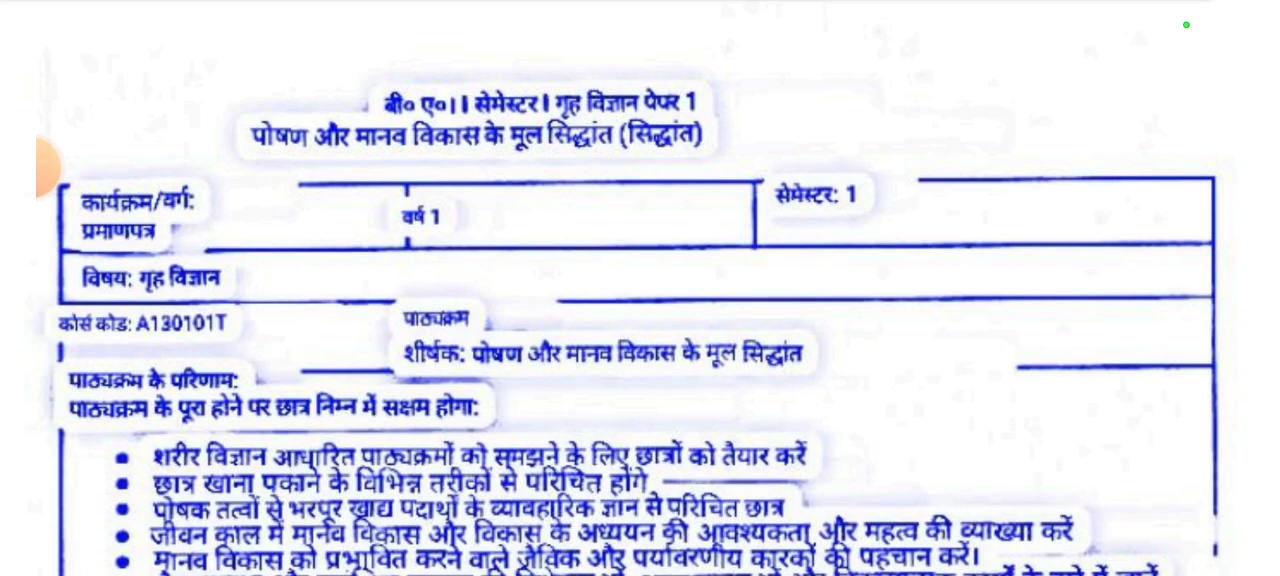 बी० ए०।। सेमेस्टर। गृह विज्ञान पेपर 1
पोषण और मानव विकास के मूल सिद्धांत (सिद्धांत)
कार्यक्रम/वर्ग:
प्रमाणपत्र
वर्ष 1
सेमेस्टर: 1
विषय: गृह विज्ञान
कोर्स कोड: A130101T
पाठ्यक्रम
शीर्षक: पोषण और मानव विकास के मूल सिद्धांत
पाठ्यक्रम के परिणाम:
पाठ्यक्रम के पूरा होने पर छात्र निम्न में सक्षम होगा:
• शरीर विज्ञान आधारित पाठ्यक्रमों को समझने के लिए छात्रों को तैयार करें
• छात्र खाना पकाने के विभिन्न तरीकों से परिचित होंगे
• पोषक तत्वों से भरपूर खाद्य पदार्थों के व्यावहारिक ज्ञान से परिचित छात्र
• जीवन काल में मानव विकास और विकास के अध्ययन की आवश्यकता और महत्व की व्याख्या करें
• मानव विकास को प्रभावित करने वाले जैविक और पर्यावरणीय कारकों की पहचान करें।